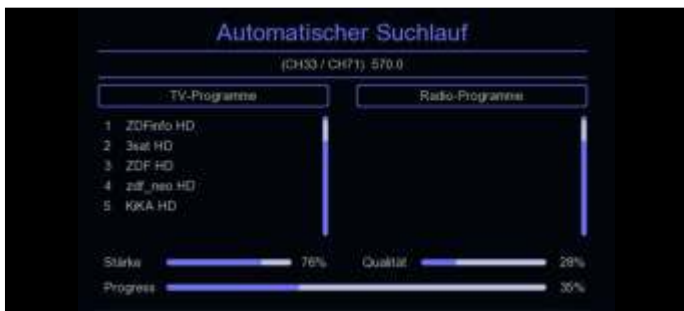 Automatischer Suchlauf
(CH33 / CH71) 570.0
TV-Programme
Radio-Programme
1 ZDFinfo HD
2 3sat HD
3 ZDF HD
4 zdf_neo HD
5 KiKA HD
Stärke 76% Qualität 28%
Progress 35%